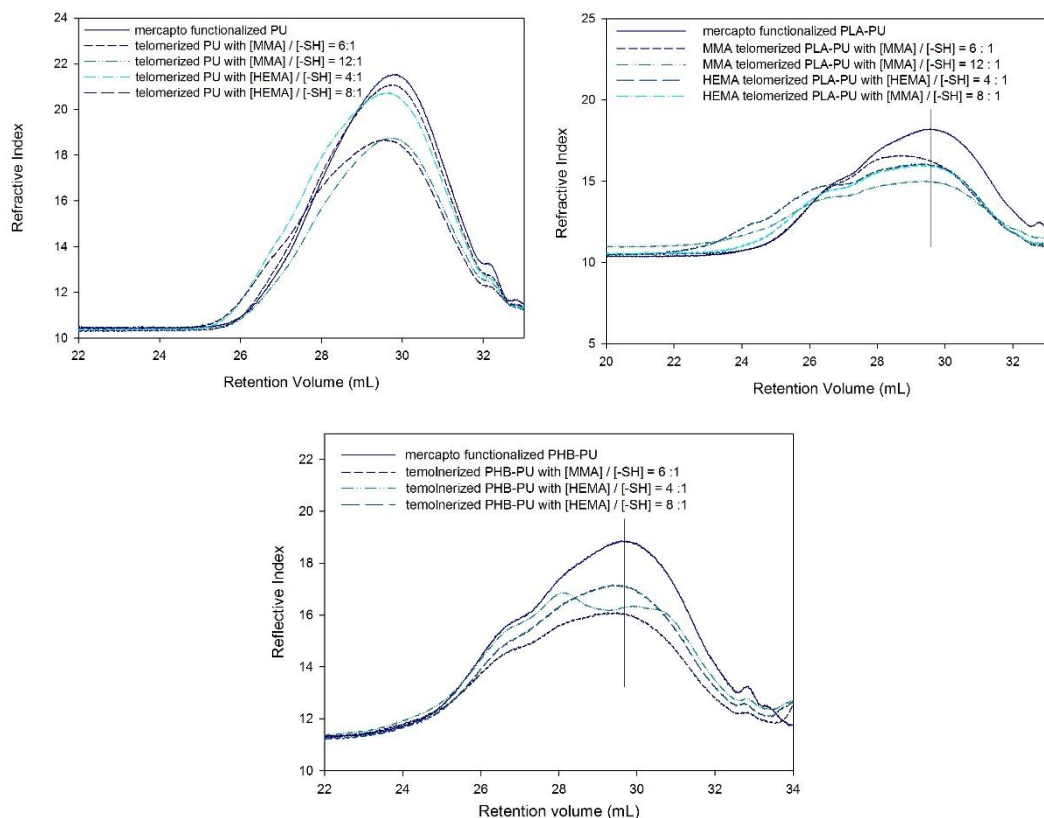 mercapto functionalized PU
telomerized PU with [MMA] / [-SH] = 6:1
telomerized PU with [MMA] / [-SH] = 12:1
telomerized PU with [HEMA] / [-SH] = 4:1
telomerized PU with [HEMA] / [-SH] = 8:1
22
20
18
16
14
12
10
Refractive Index
22 24 26 28 30 32
Retention Volume (mL)
mercapto functionalized PLA-PU
MMA telomerized PLA-PU with [MMA] / [-SH] = 6 : 1
MMA telomerized PLA-PU with [MMA] / [-SH] = 12 : 1
HEMA telomerized PLA-PU with [HEMA] / [-SH] = 4 : 1
HEMA telomerized PLA-PU with [MMA] / [-SH] = 8 : 1
25
20
15
10
5
Refractive Index
20 22 24 26 28 30 32
Retention Volume (mL)
mercapto functionalized PHB-PU
temolnerized PHB-PU with [MMA] / [-SH] = 6 :1
temolnerized PHB-PU with [HEMA] / [-SH] = 4 :1
temolnerized PHB-PU with [HEMA] / [-SH] = 8 :1
22
20
18
16
14
12
10
Reflective Index
22 24 26 28 30 32 34
Retention volume (mL)